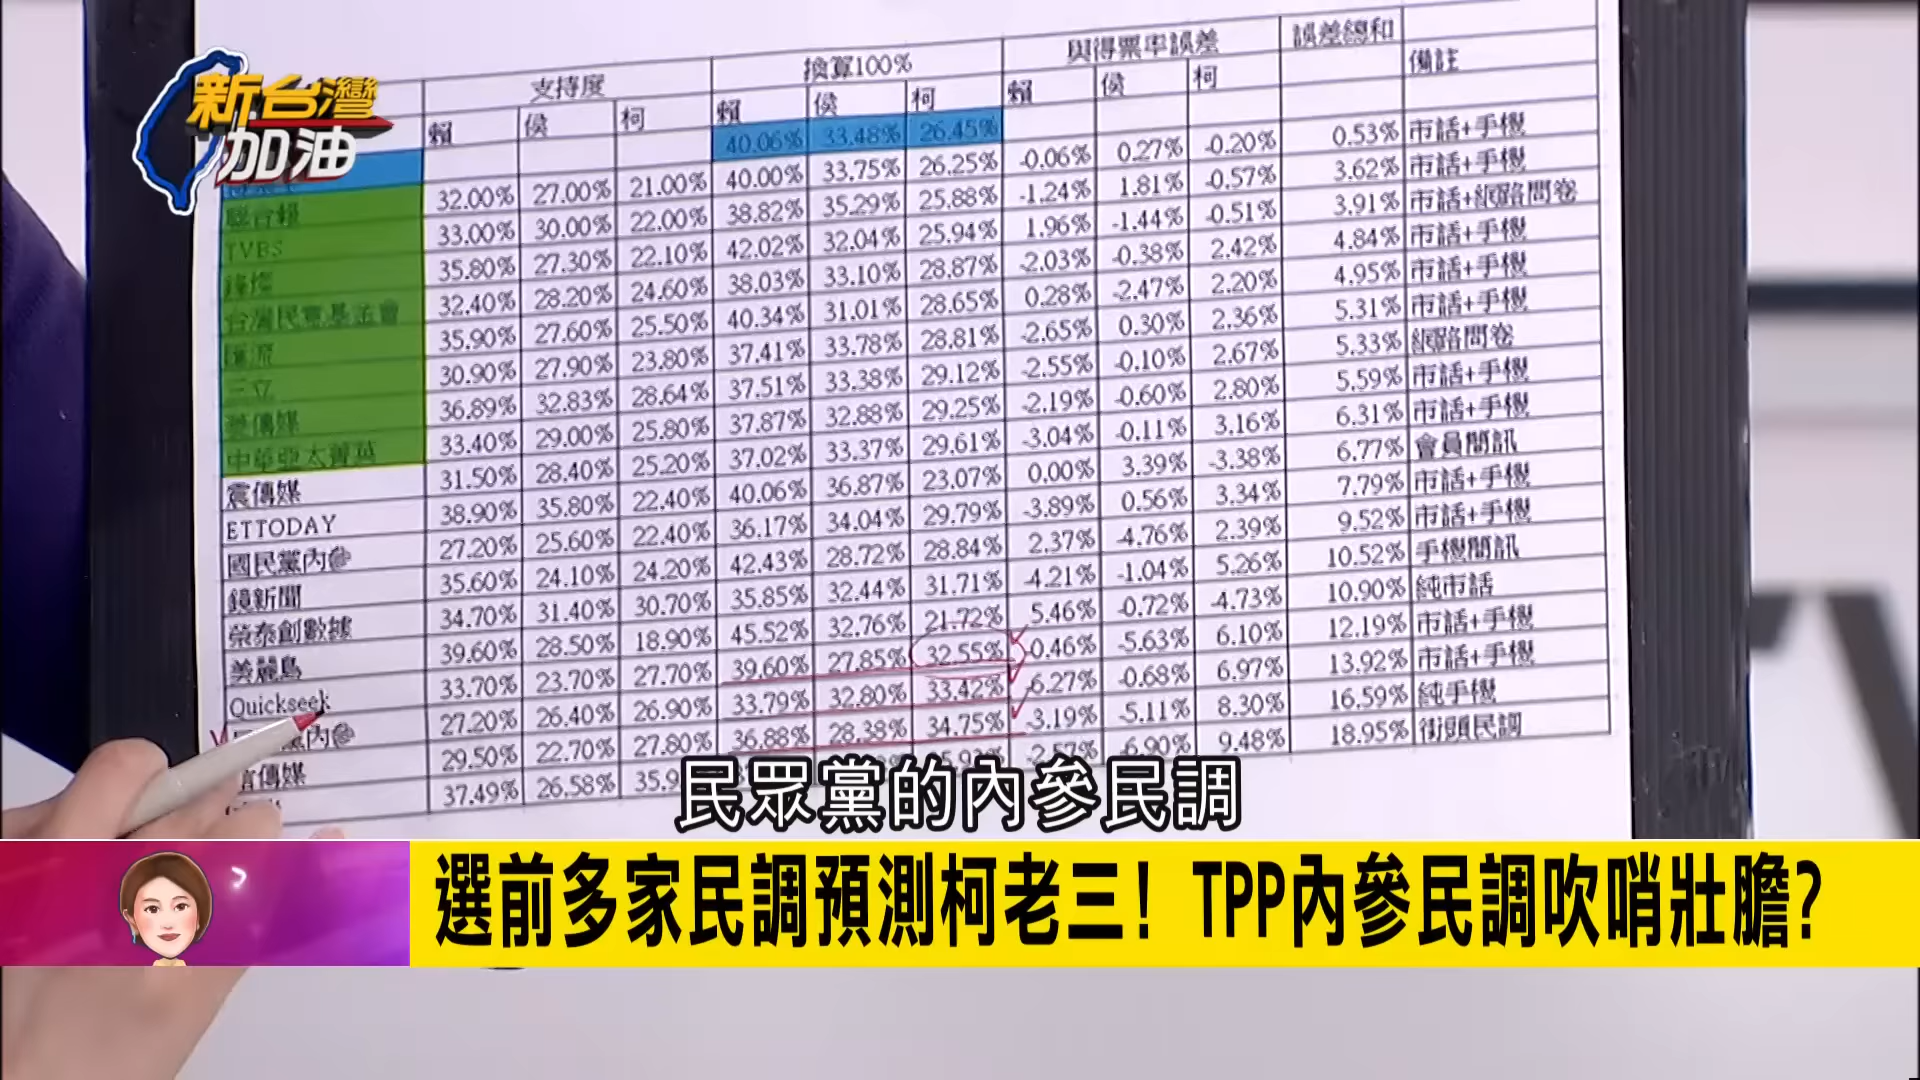 新台灣加油
支持度 換算100% 與得票率誤差 誤差總和 備註
賴 侯 柯 賴 侯 柯 賴 侯 柯
40.06% 33.48% 26.45%
聯合報 32.00% 27.00% 21.00% 40.00% 33.75% 26.25% -0.06% 0.27% -0.20% 0.53% 市話+手機
TVBS 33.00% 30.00% 22.00% 38.82% 35.29% 25.88% -1.24% 1.81% -0.57% 3.62% 市話+手機
鋒燦 35.80% 27.30% 22.10% 42.02% 32.04% 25.94% 1.96% -1.44% -0.51% 3.91% 市話+網路問卷
台灣民意基金會 32.40% 28.20% 24.60% 38.03% 33.10% 28.87% -2.03% -0.38% 2.42% 4.84% 市話+手機
匯流 35.90% 27.60% 25.50% 40.34% 31.01% 28.65% 0.28% -2.47% 2.20% 4.95% 市話+手機
三立 30.90% 27.90% 23.80% 37.41% 33.78% 28.81% -2.65% 0.30% 2.36% 5.31% 市話+手機
菱傳媒 36.89% 32.83% 28.64% 37.51% 33.38% 29.12% -2.55% -0.10% 2.67% 5.33% 網路問卷
中華亞太菁英 33.40% 29.00% 25.80% 37.87% 32.88% 29.25% -2.19% -0.60% 2.80% 5.59% 市話+手機
震傳媒 31.50% 28.40% 25.20% 37.02% 33.37% 29.61% -3.04% -0.11% 3.16% 6.31% 市話+手機
ETTODAY 38.90% 35.80% 22.40% 40.06% 36.87% 23.07% 0.00% 3.39% -3.38% 6.77% 會員簡訊
國民黨內參 27.20% 25.60% 22.40% 36.17% 34.04% 29.79% -3.89% 0.56% 3.34% 7.79% 市話+手機
鏡新聞 35.60% 24.10% 24.20% 42.43% 28.72% 28.84% 2.37% -4.76% 2.39% 9.52% 市話+手機
榮泰創數據 34.70% 31.40% 30.70% 35.85% 32.44% 31.71% -4.21% -1.04% 5.26% 10.52% 手機簡訊
美麗島 39.60% 28.50% 18.90% 45.52% 32.76% 21.72% 5.46% -0.72% -4.73% 10.90% 純市話
Quickseek 33.70% 23.70% 27.70% 39.60% 27.85% 32.55% -0.46% -5.63% 6.10% 12.19% 市話+手機
黨內參 27.20% 26.40% 26.90% 33.79% 32.80% 33.42% -6.27% -0.68% 6.97% 13.92% 市話+手機
信傳媒 29.50% 22.70% 27.80% 36.88% 28.38% 34.75% -3.19% -5.11% 8.30% 16.59% 純手機
37.49% 26.58% 35.9 -2.57% -6.90% 9.48% 18.95% 街頭民調
民眾黨的內參民調
選前多家民調預測柯老三! TPP內參民調吹哨壯膽?